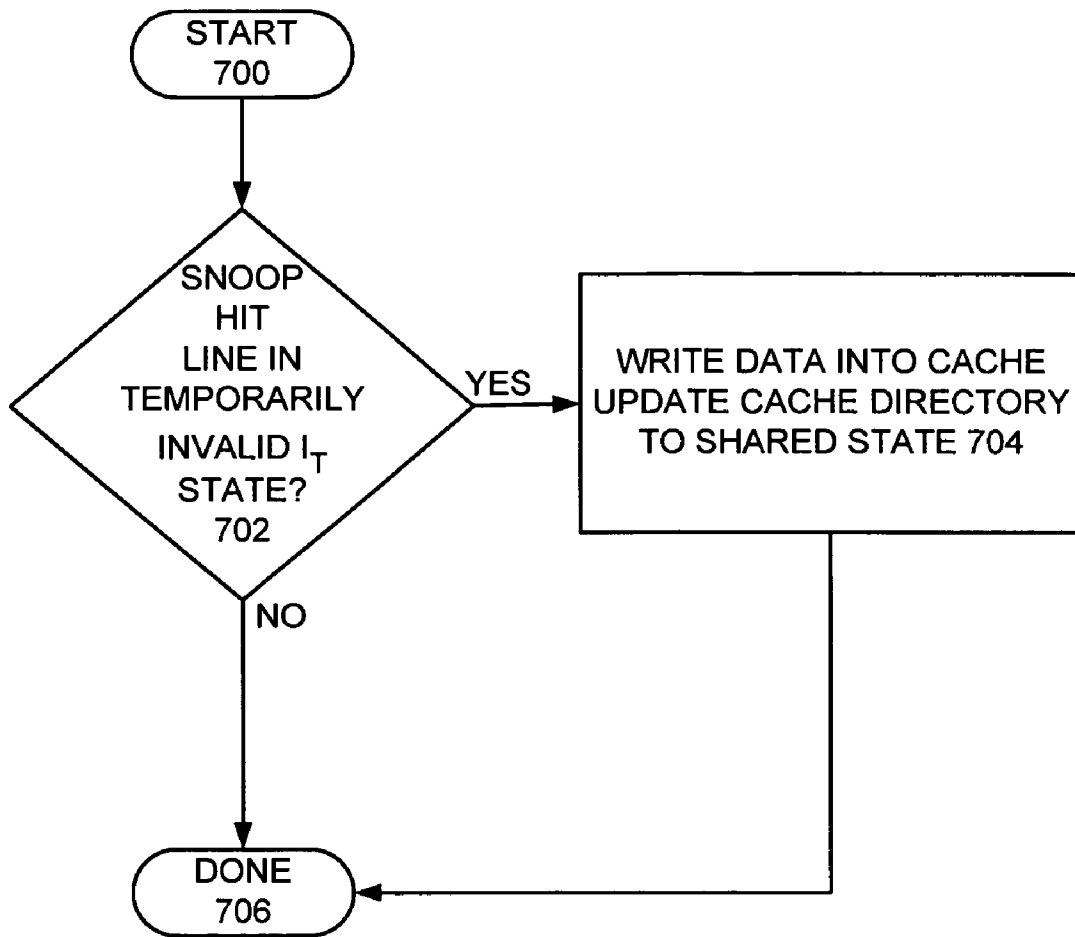 START
700
SNOOP
HIT
LINE IN
TEMPORARILY
INVALID I_T
STATE?
702
YES
WRITE DATA INTO CACHE
UPDATE CACHE DIRECTORY
TO SHARED STATE 704
NO
DONE
706